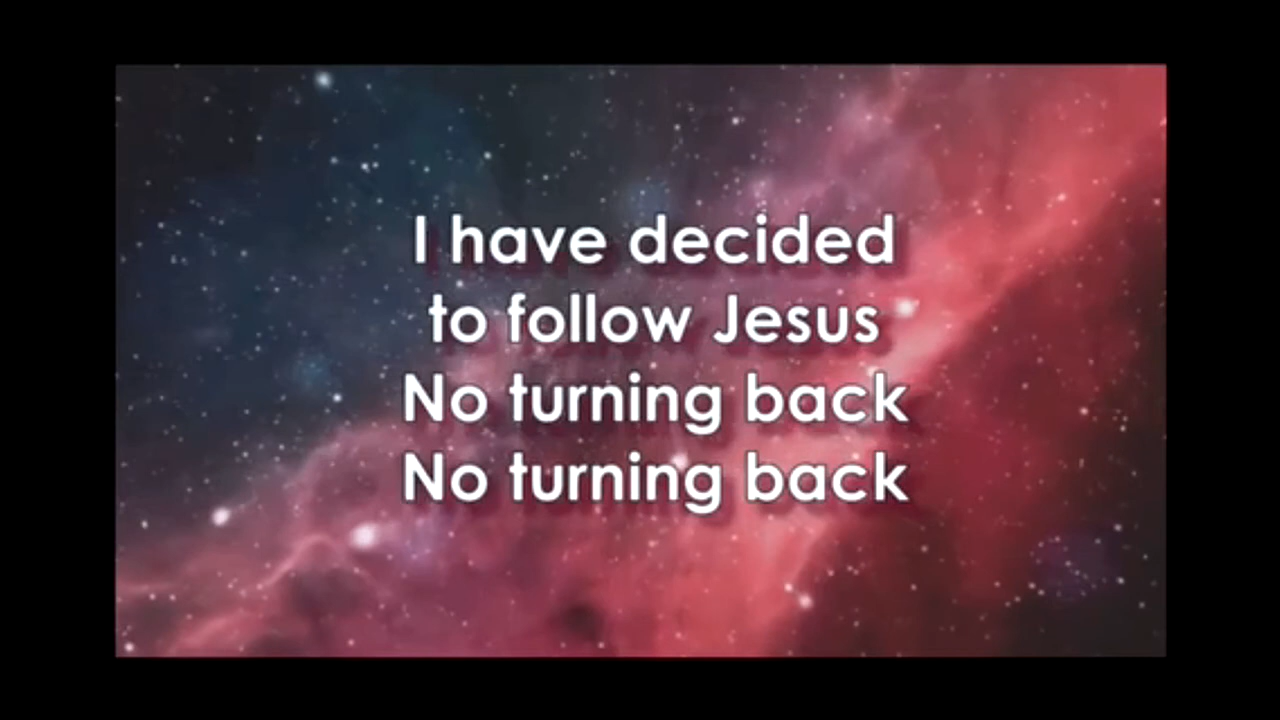 I have decided
to follow Jesus
No turning back
No turning back